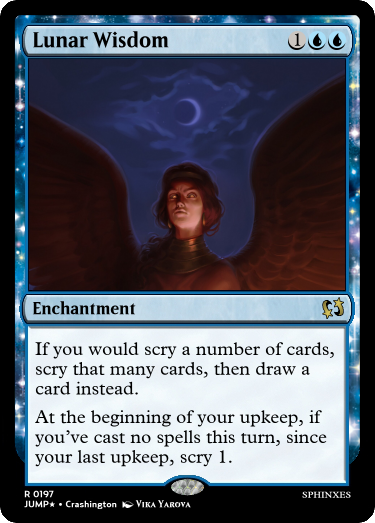 Lunar Wisdom 1
Enchantment
If you would scry a number of cards,
scry that many cards, then draw a
card instead.
At the beginning of your upkeep, if
you've cast no spells this turn, since
your last upkeep, scry 1.
R 0197
JUMP★ • Crashington Vika Yarova
SPHINXES